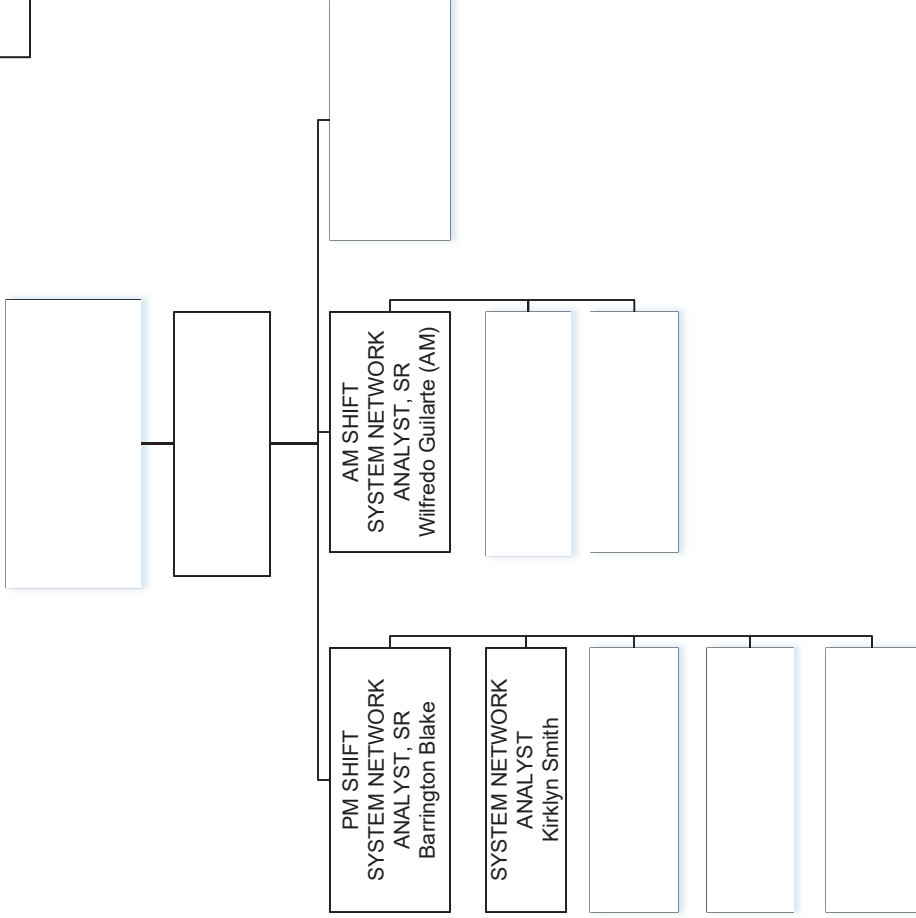 PM SHIFT
SYSTEM NETWORK
ANALYST, SR
Barrington Blake
SYSTEM NETWORK
ANALYST
Kirklyn Smith
AM SHIFT
SYSTEM NETWORK
ANALYST, SR
Wilfredo Guilarte (AM)